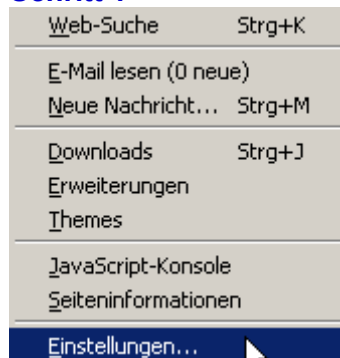 Web-Suche Strg+K
E-Mail lesen (0 neue)
Neue Nachricht... Strg+M
Downloads Strg+J
Erweiterungen
Themes
JavaScript-Konsole
Seiteninformationen
Einstellungen...